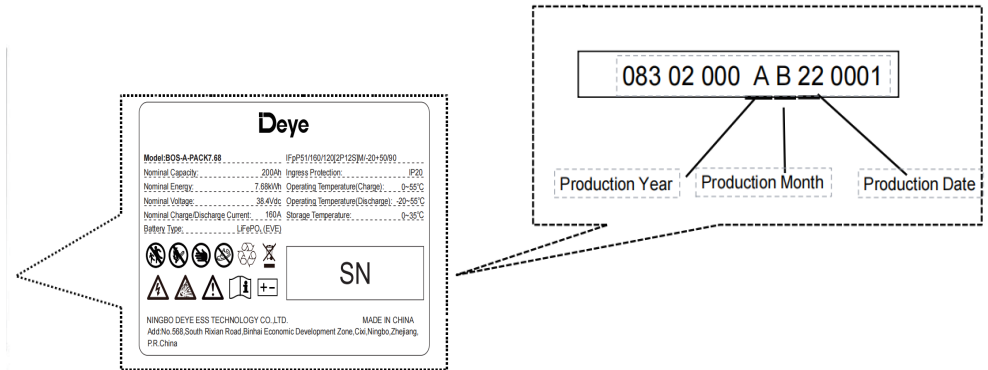 Deye
Model:BOS-A-PACK7.68 IFpP51/160/120[2P12S]M/-20+50/90
Nominal Capacity: 200Ah Ingress Protection: IP20
Nominal Energy: 7.68kWh Operating Temperature(Charge): 0~55℃
Nominal Voltage: 38.4Vdc Operating Temperature(Discharge): -20~55℃
Nominal Charge/Discharge Current: 160A Storage Temperature: 0~35℃
Battery Type: LiFePO₄ (EVE)
SN
NINGBO DEYE ESS TECHNOLOGY CO.,LTD. MADE IN CHINA
Add:No.568,South Rixian Road,Binhai Economic Development Zone,Cixi,Ningbo,Zhejiang,
P.R.China
083 02 000 A B 22 0001
Production Year Production Month Production Date